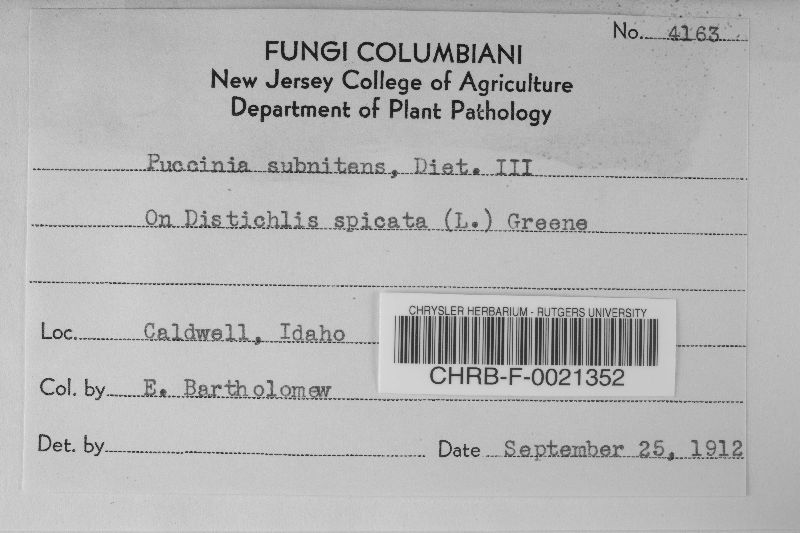 No. 4163
FUNGI COLUMBIANI
New Jersey College of Agriculture
Department of Plant Pathology
Puccinia subnitens, Diet. III
On Distichlis spicata (L.) Greene
Loc. Caldwell, Idaho
CHRYSLER HERBARIUM - RUTGERS UNIVERSITY
CHRB-F-0021352
Col. by E. Bartholomew
Det. by
Date September 25, 1912